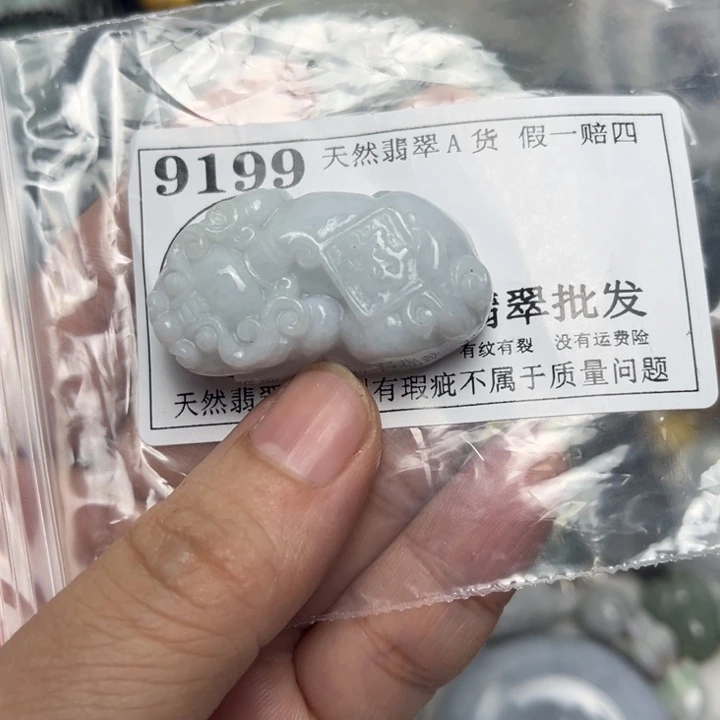 9199 天然翡翠A货 假一赔四
翠批发
有纹有裂 没有运费险
天然翡 有瑕疵不属于质量问题